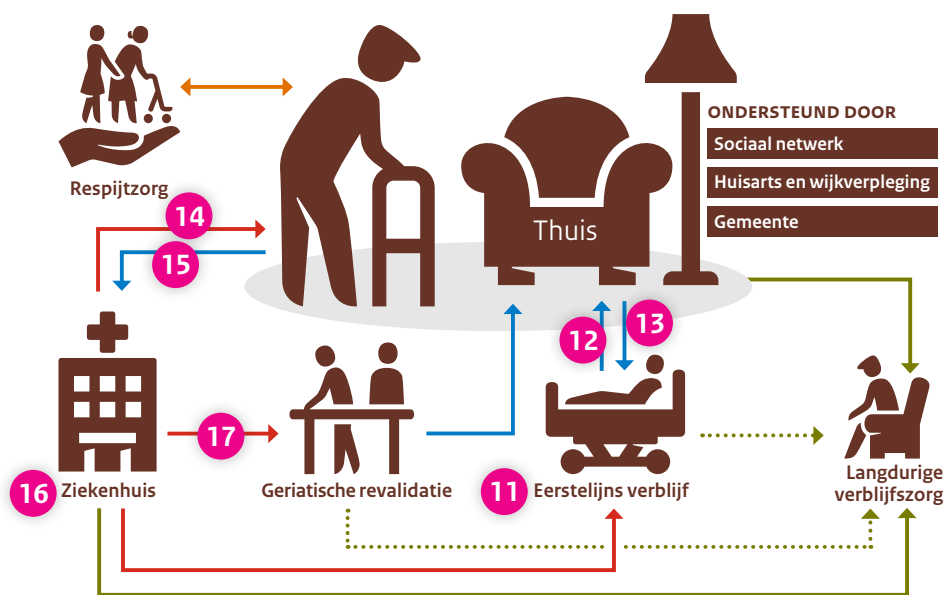 ONDERSTEUND DOOR
Sociaal netwerk
Huisarts en wijkverpleging
Gemeente
Respijtzorg
14
15
Thuis
12
13
17
16
Ziekenhuis
Geriatische revalidatie
11
Eerstelijns verblijf
Langdurige
verblijfszorg